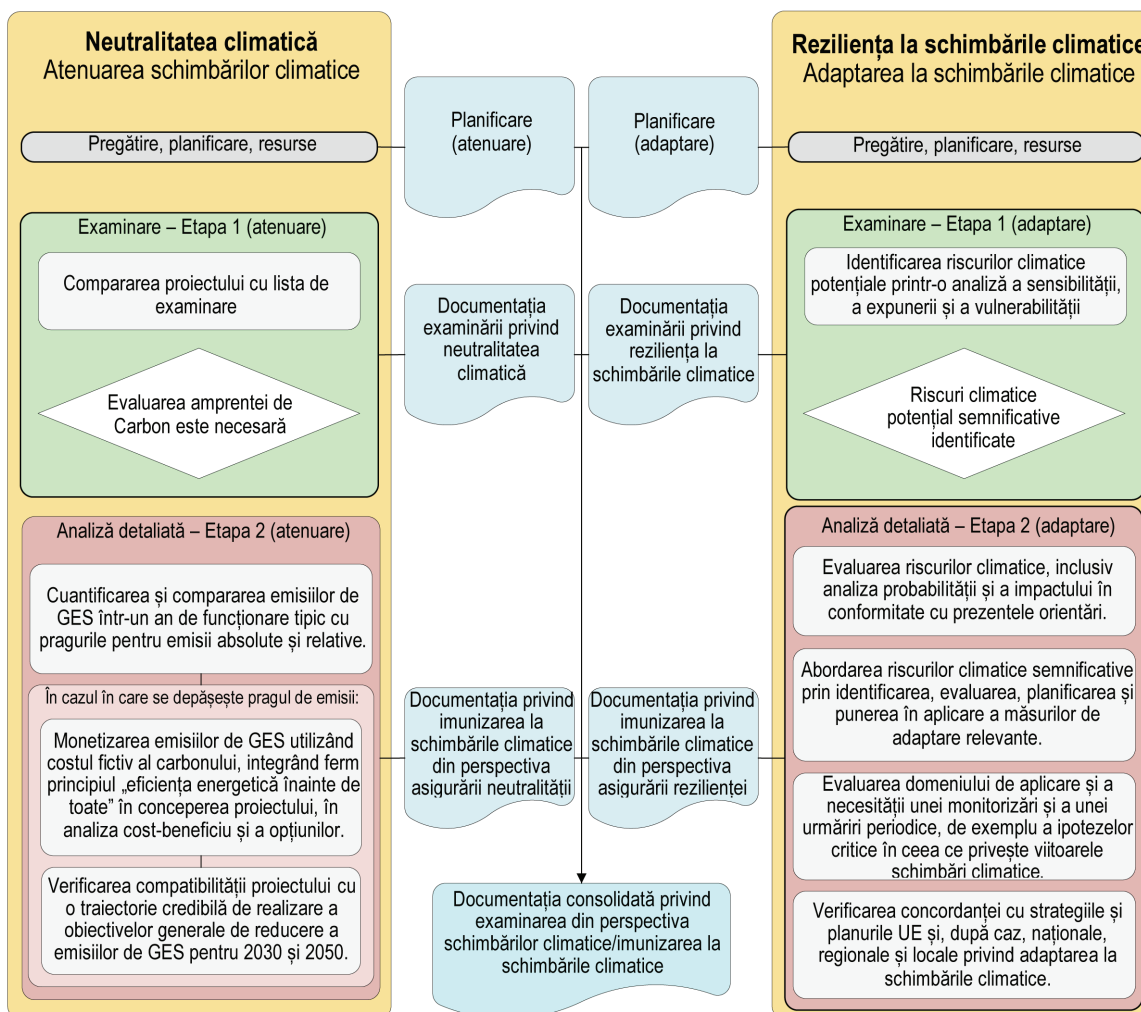 Neutralitatea climatică
Atenuarea schimbărilor climatice
Pregătire, planificare, resurse
Examinare – Etapa 1 (atenuare)
Compararea proiectului cu lista de
examinare
Evaluarea amprentei de
Carbon este necesară
Analiză detaliată – Etapa 2 (atenuare)
Cuantificarea și compararea emisiilor de
GES într-un an de funcționare tipic cu
pragurile pentru emisii absolute și relative.
În cazul în care se depășește pragul de emisii:
Monetizarea emisiilor de GES utilizând
costul fictiv al carbonului, integrând ferm
principiul „eficiența energetică înainte de
toate” în conceperea proiectului, în
analiza cost-beneficiu și a opțiunilor.
Verificarea compatibilității proiectului cu
o traiectorie credibilă de realizare a
obiectivelor generale de reducere a
emisiilor de GES pentru 2030 și 2050.
Planificare
(atenuare)
Planificare
(adaptare)
Documentația
examinării privind
neutralitatea
climatică
Documentația
examinării privind
reziliența la
schimbările climatice
Documentația privind
imunizarea la
schimbările climatice
din perspectiva
asigurării neutralității
Documentația privind
imunizarea la
schimbările climatice
din perspectiva
asigurării rezilienței
Documentația consolidată privind
examinarea din perspectiva
schimbărilor climatice/imunizarea la
schimbările climatice
Reziliența la schimbările climatice
Adaptarea la schimbările climatice
Pregătire, planificare, resurse
Examinare – Etapa 1 (adaptare)
Identificarea riscurilor climatice
potențiale printr-o analiză a sensibilității,
a expunerii și a vulnerabilității
Riscuri climatice
potențial semnificative
identificate
Analiză detaliată – Etapa 2 (adaptare)
Evaluarea riscurilor climatice, inclusiv
analiza probabilității și a impactului în
conformitate cu prezentele orientări.
Abordarea riscurilor climatice semnificative
prin identificarea, evaluarea, planificarea și
punerea în aplicare a măsurilor de
adaptare relevante.
Evaluarea domeniului de aplicare și a
necesității unei monitorizări și a unei
urmăriri periodice, de exemplu a ipotezelor
critice în ceea ce privește viitoarele
schimbări climatice.
Verificarea concordanței cu strategiile și
planurile UE și, după caz, naționale,
regionale și locale privind adaptarea la
schimbările climatice.